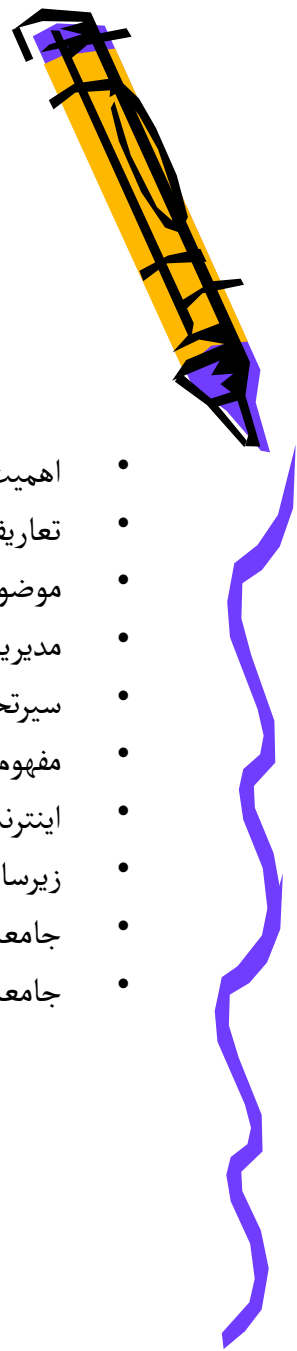 • اهمیت
• تعاریف
• موضو
• مدیری
• سیرتح
• مفهوم
• اینترن
• زیرسا
• جامع
• جامع